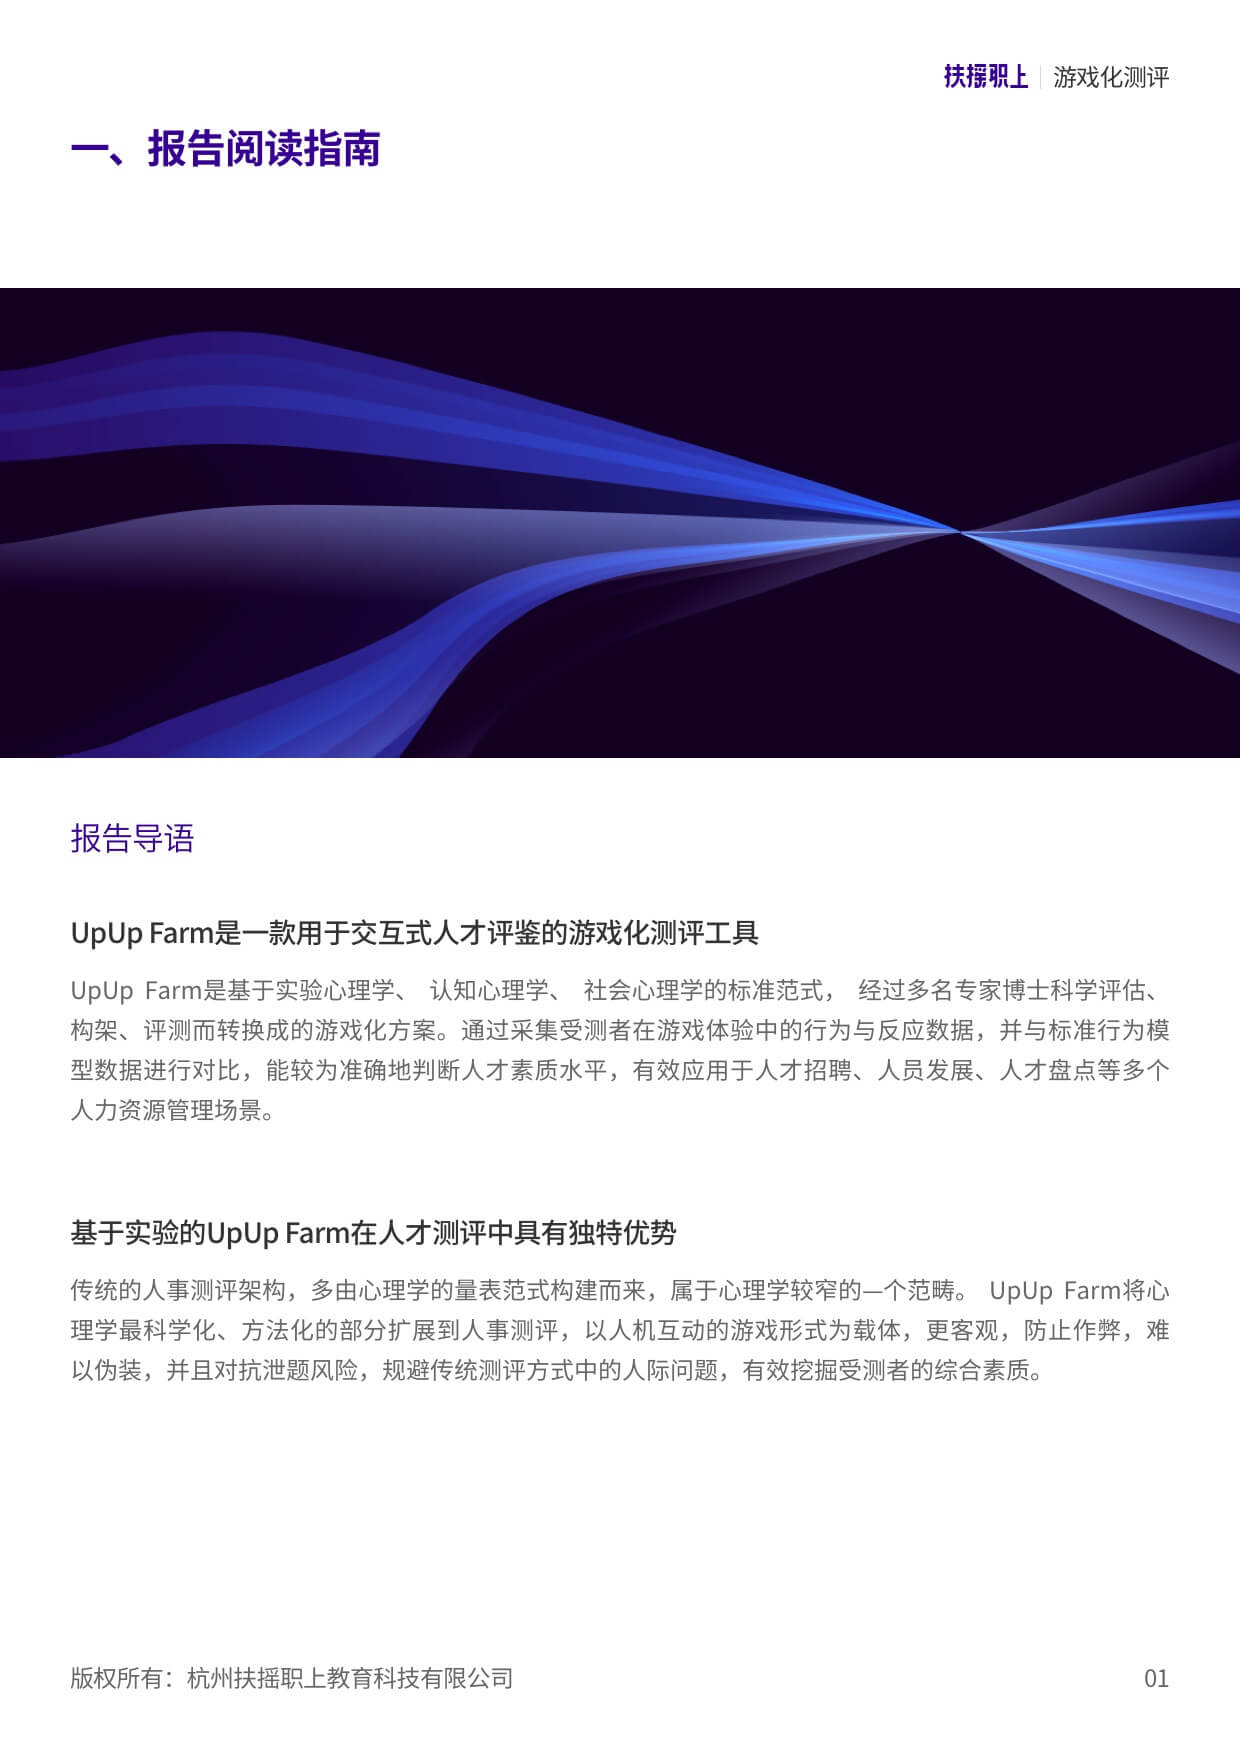 扶摇职上 | 游戏化测评
一、报告阅读指南
报告导语
UpUp Farm是一款用于交互式人才评鉴的游戏化测评工具
UpUp Farm是基于实验心理学、 认知心理学、 社会心理学的标准范式， 经过多名专家博士科学评估、
构架、评测而转换成的游戏化方案。通过采集受测者在游戏体验中的行为与反应数据，并与标准行为模
型数据进行对比，能较为准确地判断人才素质水平，有效应用于人才招聘、人员发展、人才盘点等多个
人力资源管理场景。
基于实验的UpUp Farm在人才测评中具有独特优势
传统的人事测评架构，多由心理学的量表范式构建而来，属于心理学较窄的—个范畴。 UpUp Farm将心
理学最科学化、方法化的部分扩展到人事测评，以人机互动的游戏形式为载体，更客观，防止作弊，难
以伪装，并且对抗泄题风险，规避传统测评方式中的人际问题，有效挖掘受测者的综合素质。
版权所有：杭州扶摇职上教育科技有限公司
01